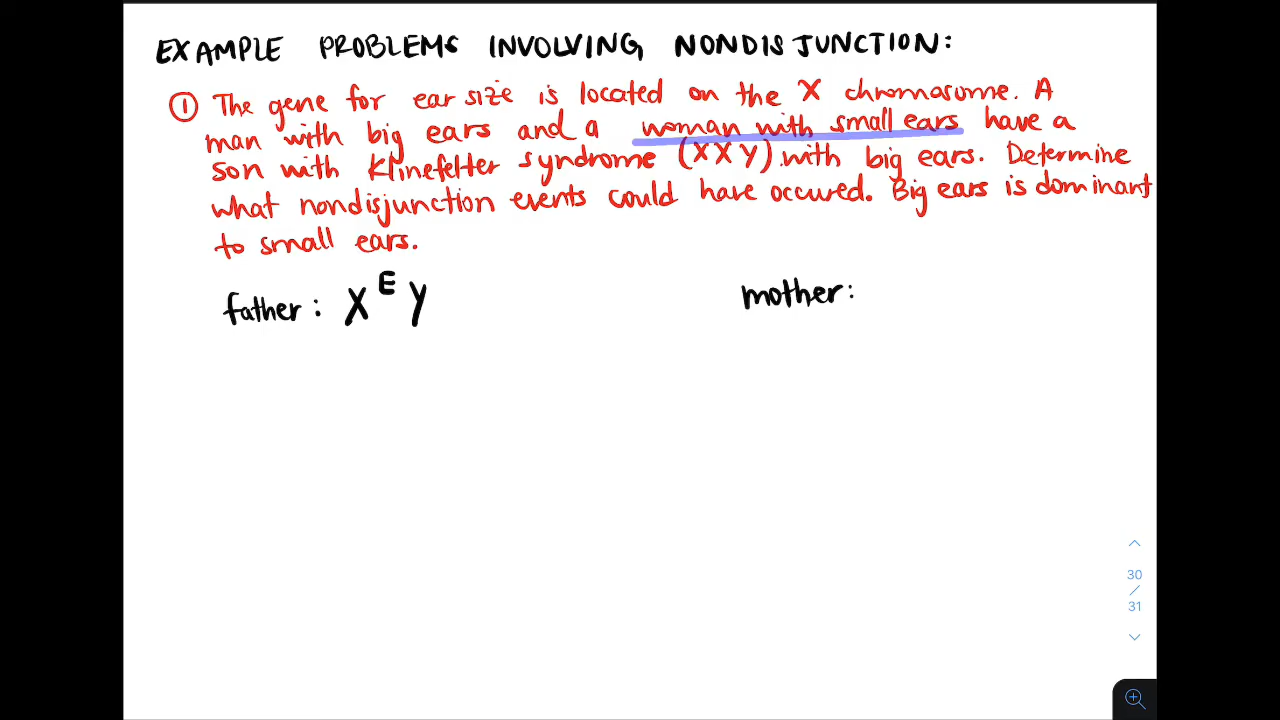 EXAMPLE PROBLEMS INVOLVING NONDISJUNCTION:
① The gene for ear size is located on the X chromosome. A
man with big ears and a woman with small ears have a
son with Klinefelter syndrome (XXY). with big ears. Determine
what nondisjunction events could have occured. Big ears is dominant
to small ears.
father: X^E Y
mother:
30
/
31